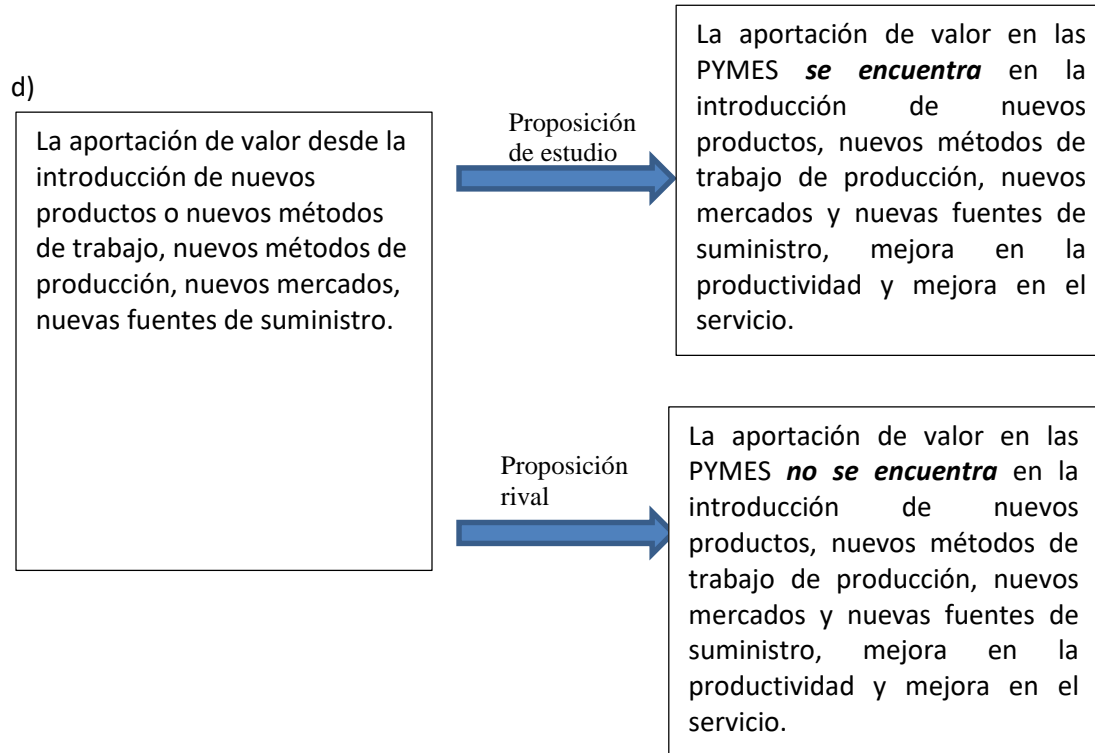 d)
La aportación de valor desde la
introducción de nuevos
productos o nuevos métodos
de trabajo, nuevos métodos de
producción, nuevos mercados,
nuevas fuentes de suministro.
Proposición
de estudio
La aportación de valor en las
PYMES se encuentra en la
introducción de nuevos
productos, nuevos métodos de
trabajo de producción, nuevos
mercados y nuevas fuentes de
suministro, mejora en la
productividad y mejora en el
servicio.
Proposición
rival
La aportación de valor en las
PYMES no se encuentra en la
introducción de nuevos
productos, nuevos métodos de
trabajo de producción, nuevos
mercados y nuevas fuentes de
suministro, mejora en la
productividad y mejora en el
servicio.